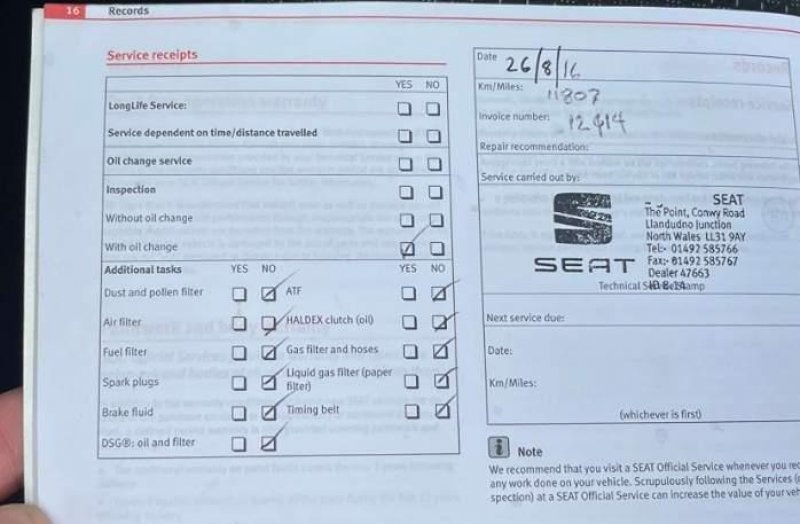 16 Records
Service receipts
YES NO
LongLife Service:
Service dependent on time/distance travelled
Oil change service
Inspection
Without oil change
With oil change
Additional tasks YES NO YES NO
Dust and pollen filter ATF
Air filter HALDEX clutch (oil)
Fuel filter Gas filter and hoses
Spark plugs Liquid gas filter (paper
filter)
Brake fluid Timing belt
DSG®: oil and filter
Date 26/8/16
Km/Miles: 11807
Invoice number: 12414
Repair recommendation:
Service carried out by:
SEAT
SEAT
The Point, Conwy Road
Llandudno Junction
North Wales LL31 9AY
Tel:- 01492 585766
Fax:- 01492 585767
Dealer 47663
Technical
Next service due:
Date:
Km/Miles:
(whichever is first)
i Note
We recommend that you visit a SEAT Official Service whenever you
any work done on your vehicle. Scrupulously following the Services
spection) at a SEAT Official Service can increase the value of your